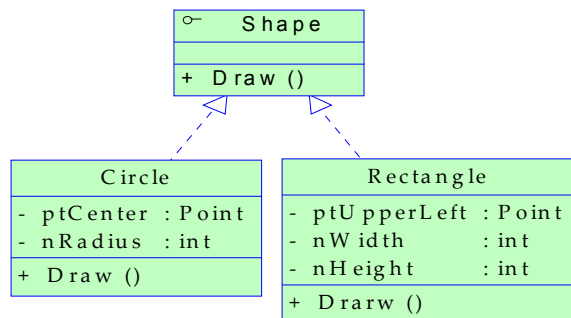 Shape
+ Draw ()
Circle
- ptCenter : Point
- nRadius : int
+ Draw ()
Rectangle
- ptUpperLeft : Point
- nWidth : int
- nHeight : int
+ Drarw ()